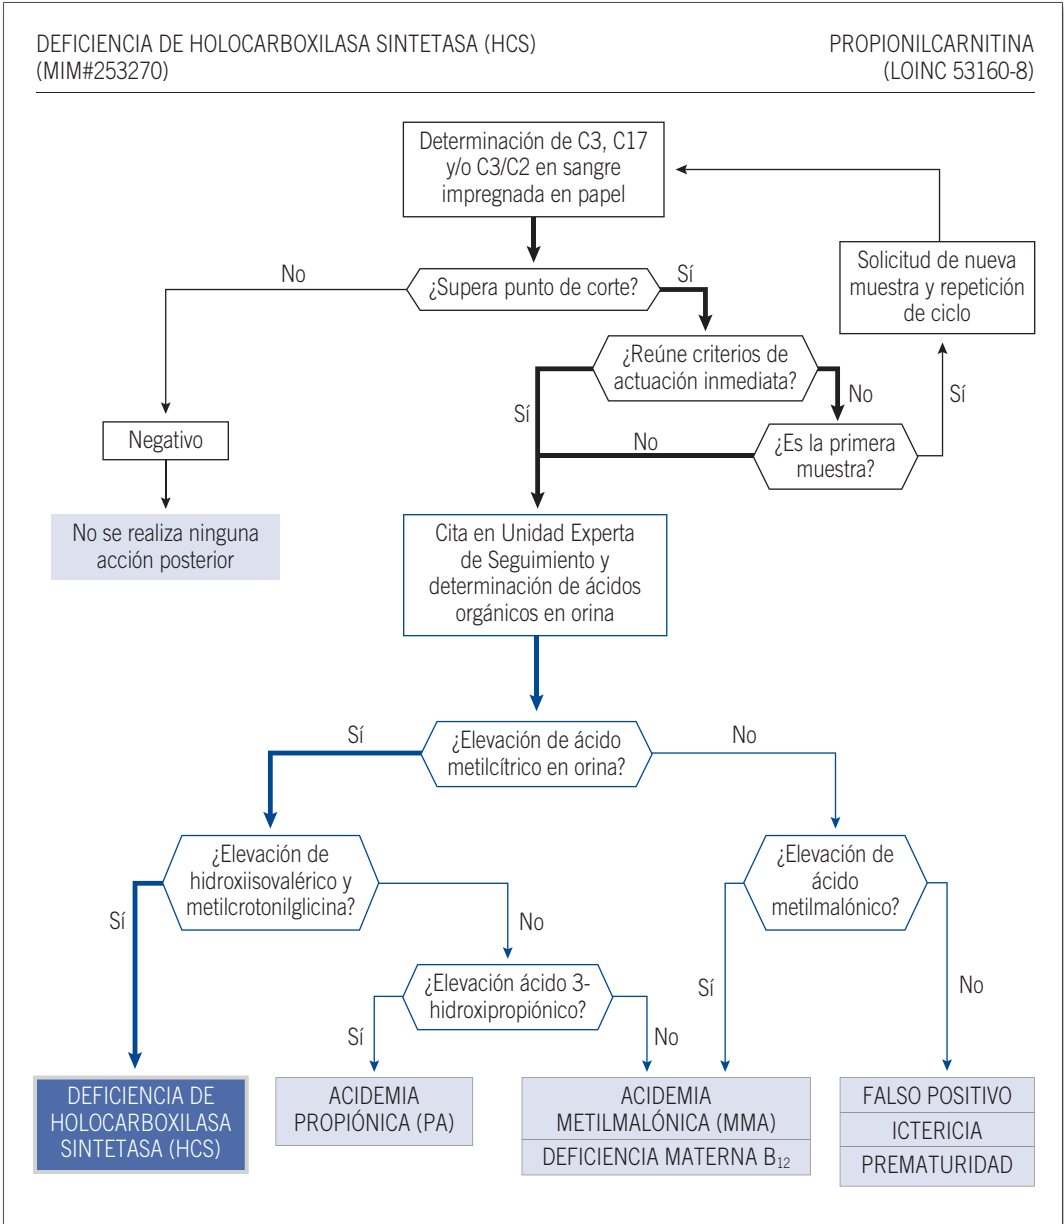 DEFICIENCIA DE HOLOCARBOXILASA SINTETASA (HCS)
(MIM#253270)
PROPIONILCARNITINA
(LOINC 53160-8)
Determinación de C3, C17
y/o C3/C2 en sangre
impregnada en papel
Solicitud de nueva
muestra y repetición
de ciclo
No
¿Supera punto de corte?
Sí
¿Reúne criterios de
actuación inmediata?
Sí
No
Sí
Negativo
No
¿Es la primera
muestra?
No se realiza ninguna
acción posterior
Cita en Unidad Experta
de Seguimiento y
determinación de ácidos
orgánicos en orina
Sí
¿Elevación de ácido
metilcítrico en orina?
No
¿Elevación de
hidroxiisovalérico y
metilcrotonilglicina?
¿Elevación de
ácido
metilmalónico?
Sí
No
¿Elevación ácido 3-
hidroxipropiónico?
Sí
No
Sí
No
DEFICIENCIA DE
HOLOCARBOXILASA
SINTETASA (HCS)
ACIDEMIA
PROPIÓNICA (PA)
ACIDEMIA
METILMALÓNICA (MMA)
DEFICIENCIA MATERNA B₁₂
FALSO POSITIVO
ICTERICIA
PREMATURIDAD